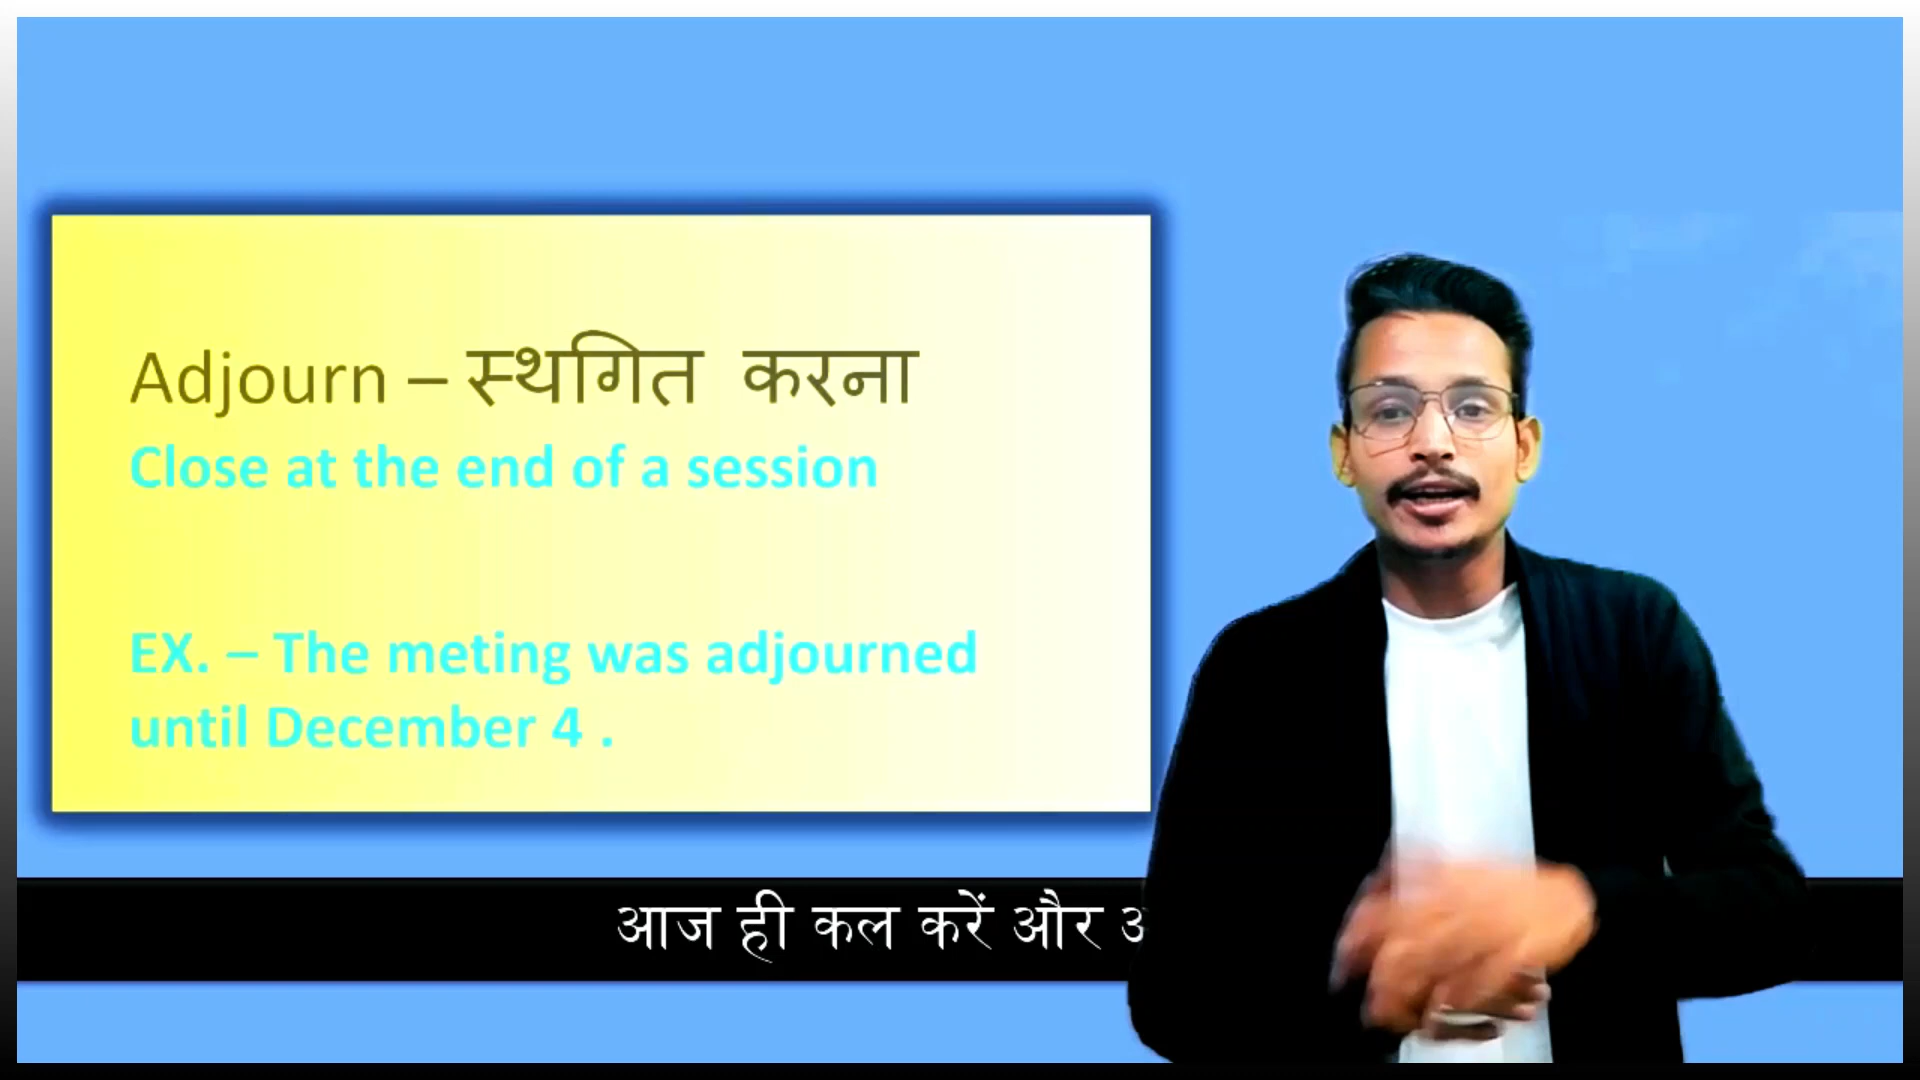 Adjourn – स्थगित करना
Close at the end of a session
EX. – The meting was adjourned
until December 4 .
आज ही कल करें और